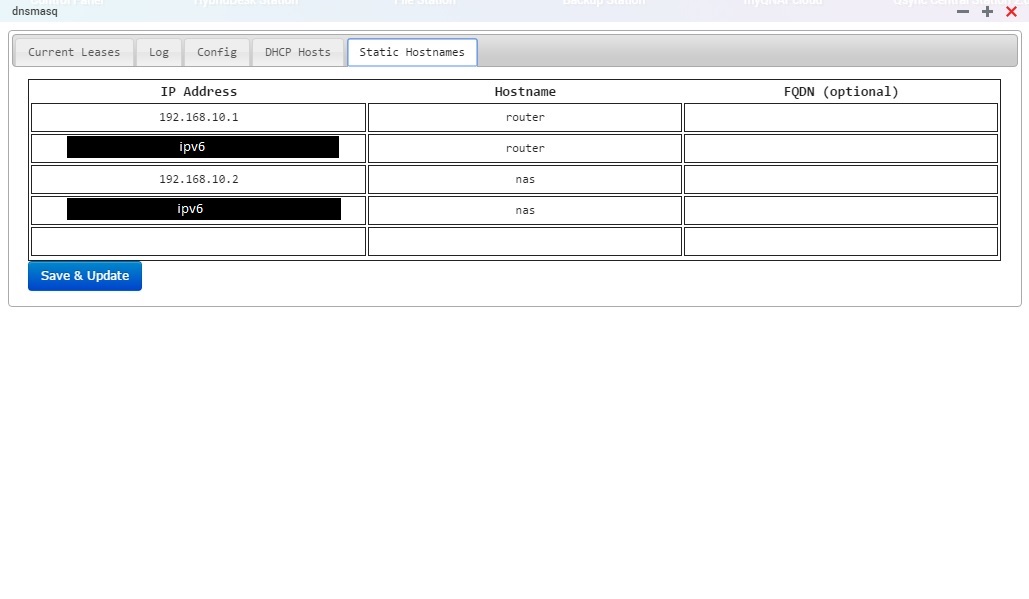 dnsmasq
Current Leases Log Config DHCP Hosts Static Hostnames
IP Address Hostname FQDN (optional)
192.168.10.1 router
ipv6 router
192.168.10.2 nas
ipv6 nas
Save & Update